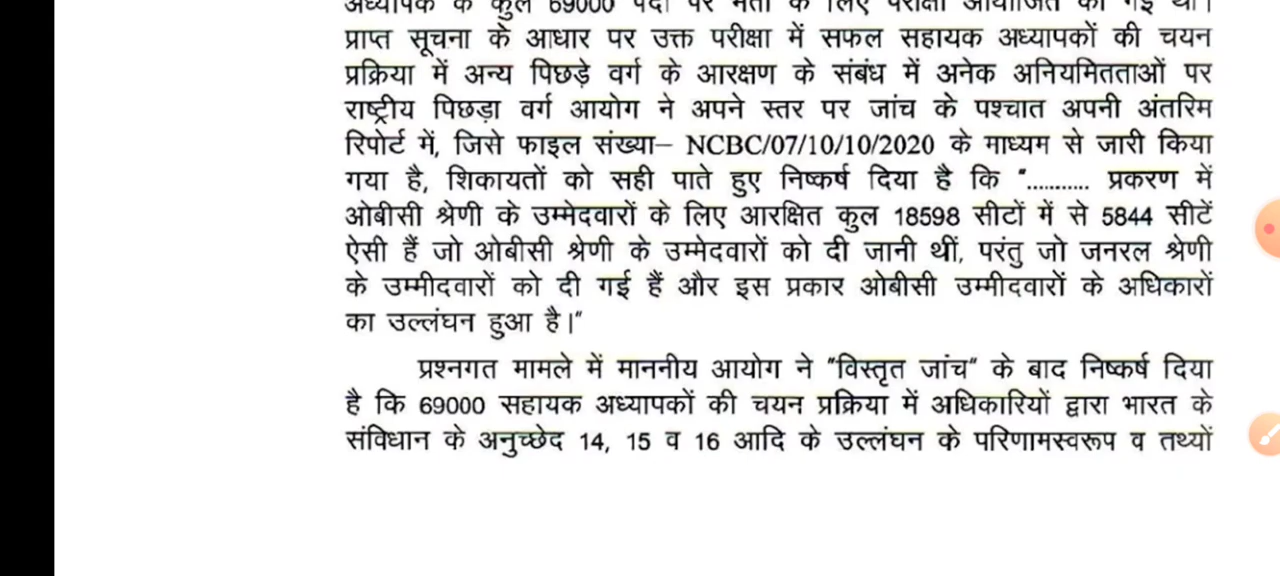 अध्यापक के कुल 69000 पदों पर भर्ती के लिए परीक्षा आयोजित की गई थी।
प्राप्त सूचना के आधार पर उक्त परीक्षा में सफल सहायक अध्यापकों की चयन
प्रक्रिया में अन्य पिछड़े वर्ग के आरक्षण के संबंध में अनेक अनियमितताओं पर
राष्ट्रीय पिछड़ा वर्ग आयोग ने अपने स्तर पर जांच के पश्चात अपनी अंतरिम
रिपोर्ट में, जिसे फाइल संख्या– NCBC/07/10/10/2020 के माध्यम से जारी किया
गया है, शिकायतों को सही पाते हुए निष्कर्ष दिया है कि "........... प्रकरण में
ओबीसी श्रेणी के उम्मेदवारों के लिए आरक्षित कुल 18598 सीटों में से 5844 सीटें
ऐसी हैं जो ओबीसी श्रेणी के उम्मेदवारों को दी जानी थीं, परंतु जो जनरल श्रेणी
के उम्मीदवारों को दी गई हैं और इस प्रकार ओबीसी उम्मीदवारों के अधिकारों
का उल्लंघन हुआ है।"
प्रश्नगत मामले में माननीय आयोग ने "विस्तृत जांच" के बाद निष्कर्ष दिया
है कि 69000 सहायक अध्यापकों की चयन प्रक्रिया में अधिकारियों द्वारा भारत के
संविधान के अनुच्छेद 14, 15 व 16 आदि के उल्लंघन के परिणामस्वरूप व तथ्यों